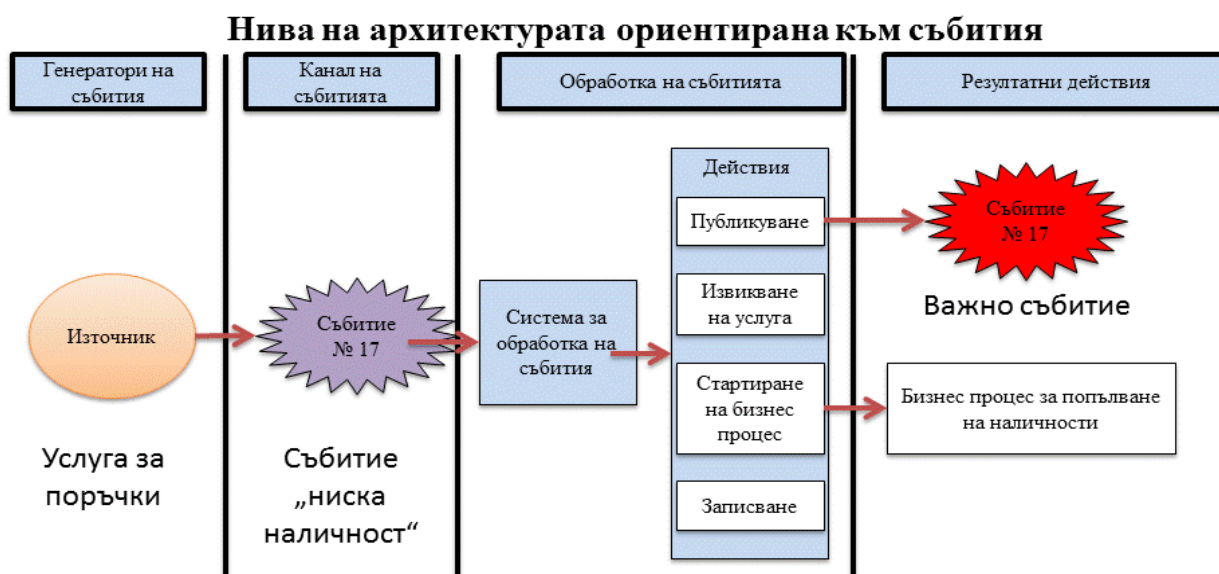 Нива на архитектурата ориентирана към събития
Генератори на
събития
Канал на
събитията
Обработка на събитията
Резултатни действия
Източник
Услуга за
поръчки
Събитие
№ 17
Събитие
„ниска
наличност“
Система за
обработка на
събития
Действия
Публикуване
Извикване
на услуга
Стартиране
на бизнес
процес
Записване
Събитие
№ 17
Важно събитие
Бизнес процес за попълване
на наличности